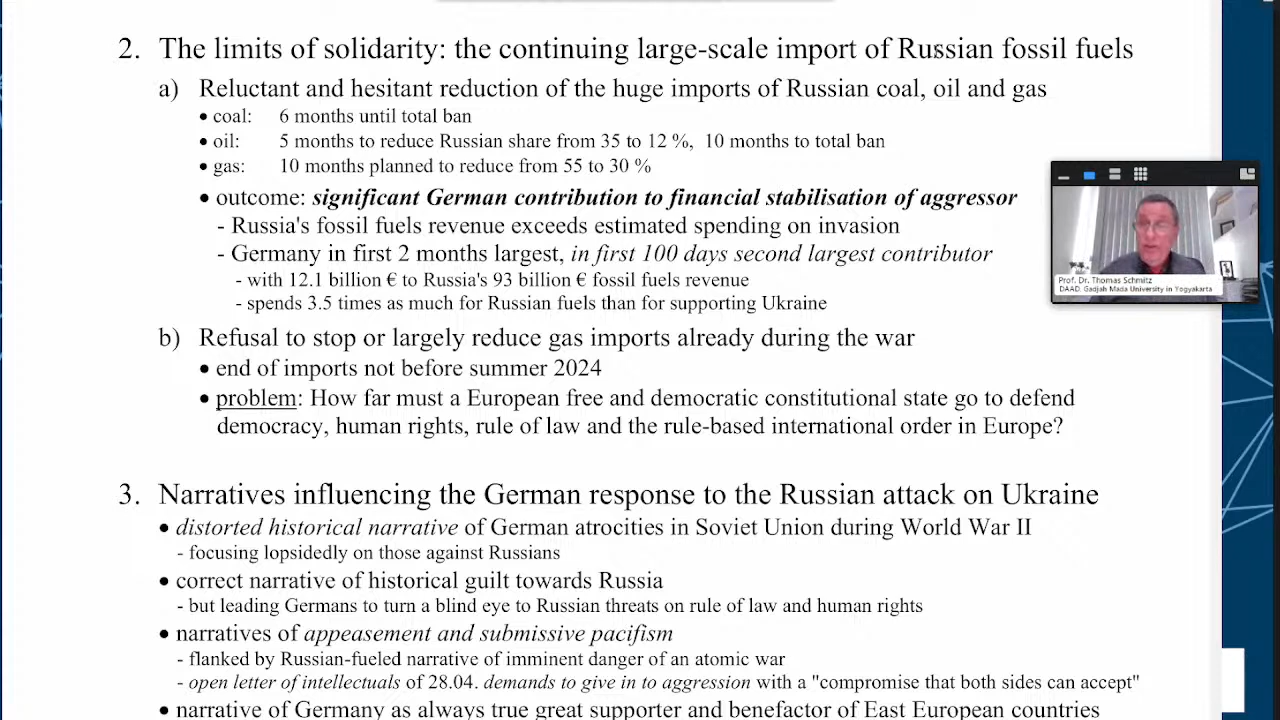 2. The limits of solidarity: the continuing large-scale import of Russian fossil fuels
a) Reluctant and hesitant reduction of the huge imports of Russian coal, oil and gas
• coal: 6 months until total ban
• oil: 5 months to reduce Russian share from 35 to 12 %, 10 months to total ban
• gas: 10 months planned to reduce from 55 to 30 %
• outcome: significant German contribution to financial stabilisation of aggressor
- Russia's fossil fuels revenue exceeds estimated spending on invasion
- Germany in first 2 months largest, in first 100 days second largest contributor
- with 12.1 billion € to Russia's 93 billion € fossil fuels revenue
- spends 3.5 times as much for Russian fuels than for supporting Ukraine
b) Refusal to stop or largely reduce gas imports already during the war
• end of imports not before summer 2024
• problem: How far must a European free and democratic constitutional state go to defend
democracy, human rights, rule of law and the rule-based international order in Europe?
3. Narratives influencing the German response to the Russian attack on Ukraine
• distorted historical narrative of German atrocities in Soviet Union during World War II
- focusing lopsidedly on those against Russians
• correct narrative of historical guilt towards Russia
- but leading Germans to turn a blind eye to Russian threats on rule of law and human rights
• narratives of appeasement and submissive pacifism
- flanked by Russian-fueled narrative of imminent danger of an atomic war
- open letter of intellectuals of 28.04. demands to give in to aggression with a "compromise that both sides can accept"
• narrative of Germany as always true great supporter and benefactor of East European countries
Prof. Dr. Thomas Schmitz
DAAD, Gadjah Mada University in Yogyakarta